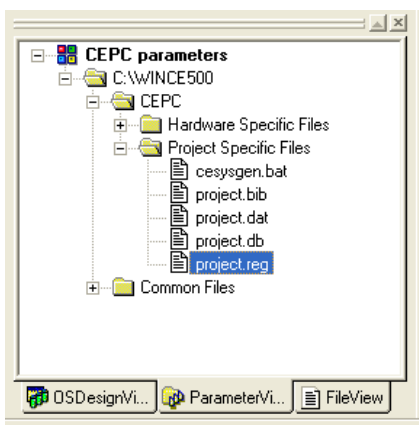 CEPC parameters
C:\WINCE500
CEPC
Hardware Specific Files
Project Specific Files
cesysgen.bat
project.bib
project.dat
project.db
project.reg
Common Files
OSDesignVi... ParameterVi... FileView